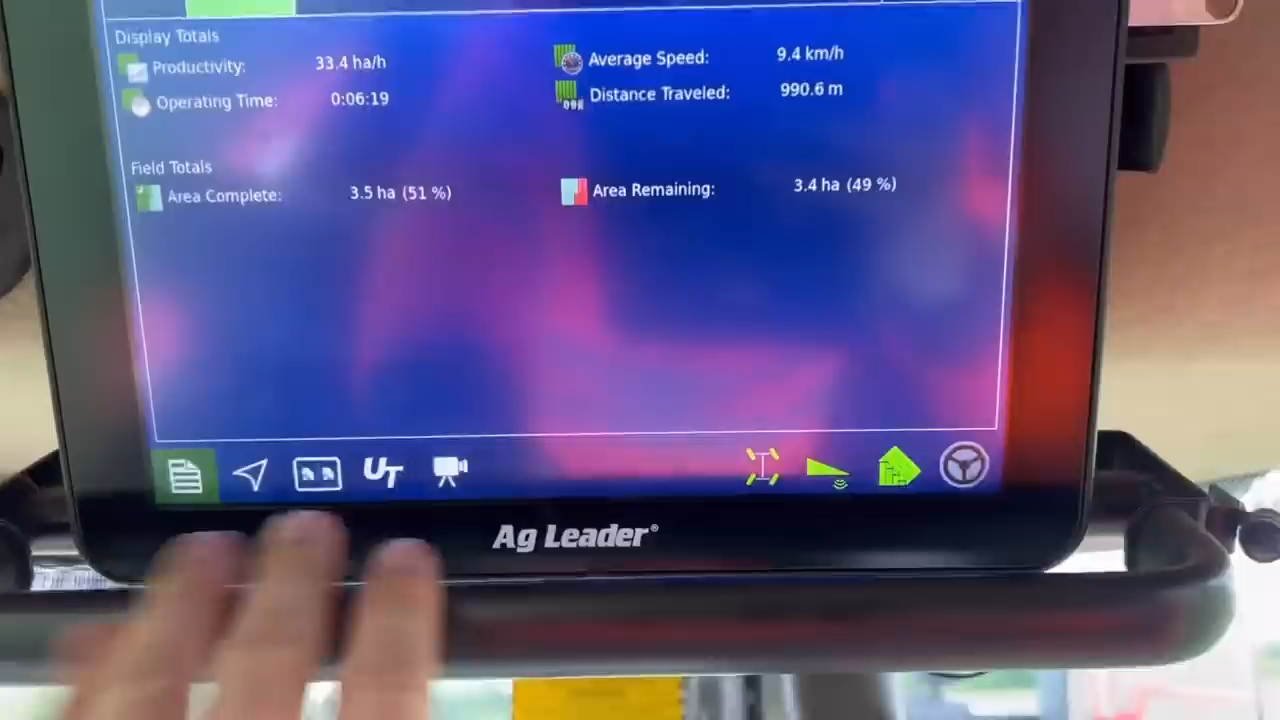 Display Totals
Productivity: 33.4 ha/h Average Speed: 9.4 km/h
Operating Time: 0:06:19 Distance Traveled: 990.6 m
Field Totals
Area Complete: 3.5 ha (51 %) Area Remaining: 3.4 ha (49 %)
UT
Ag Leader®